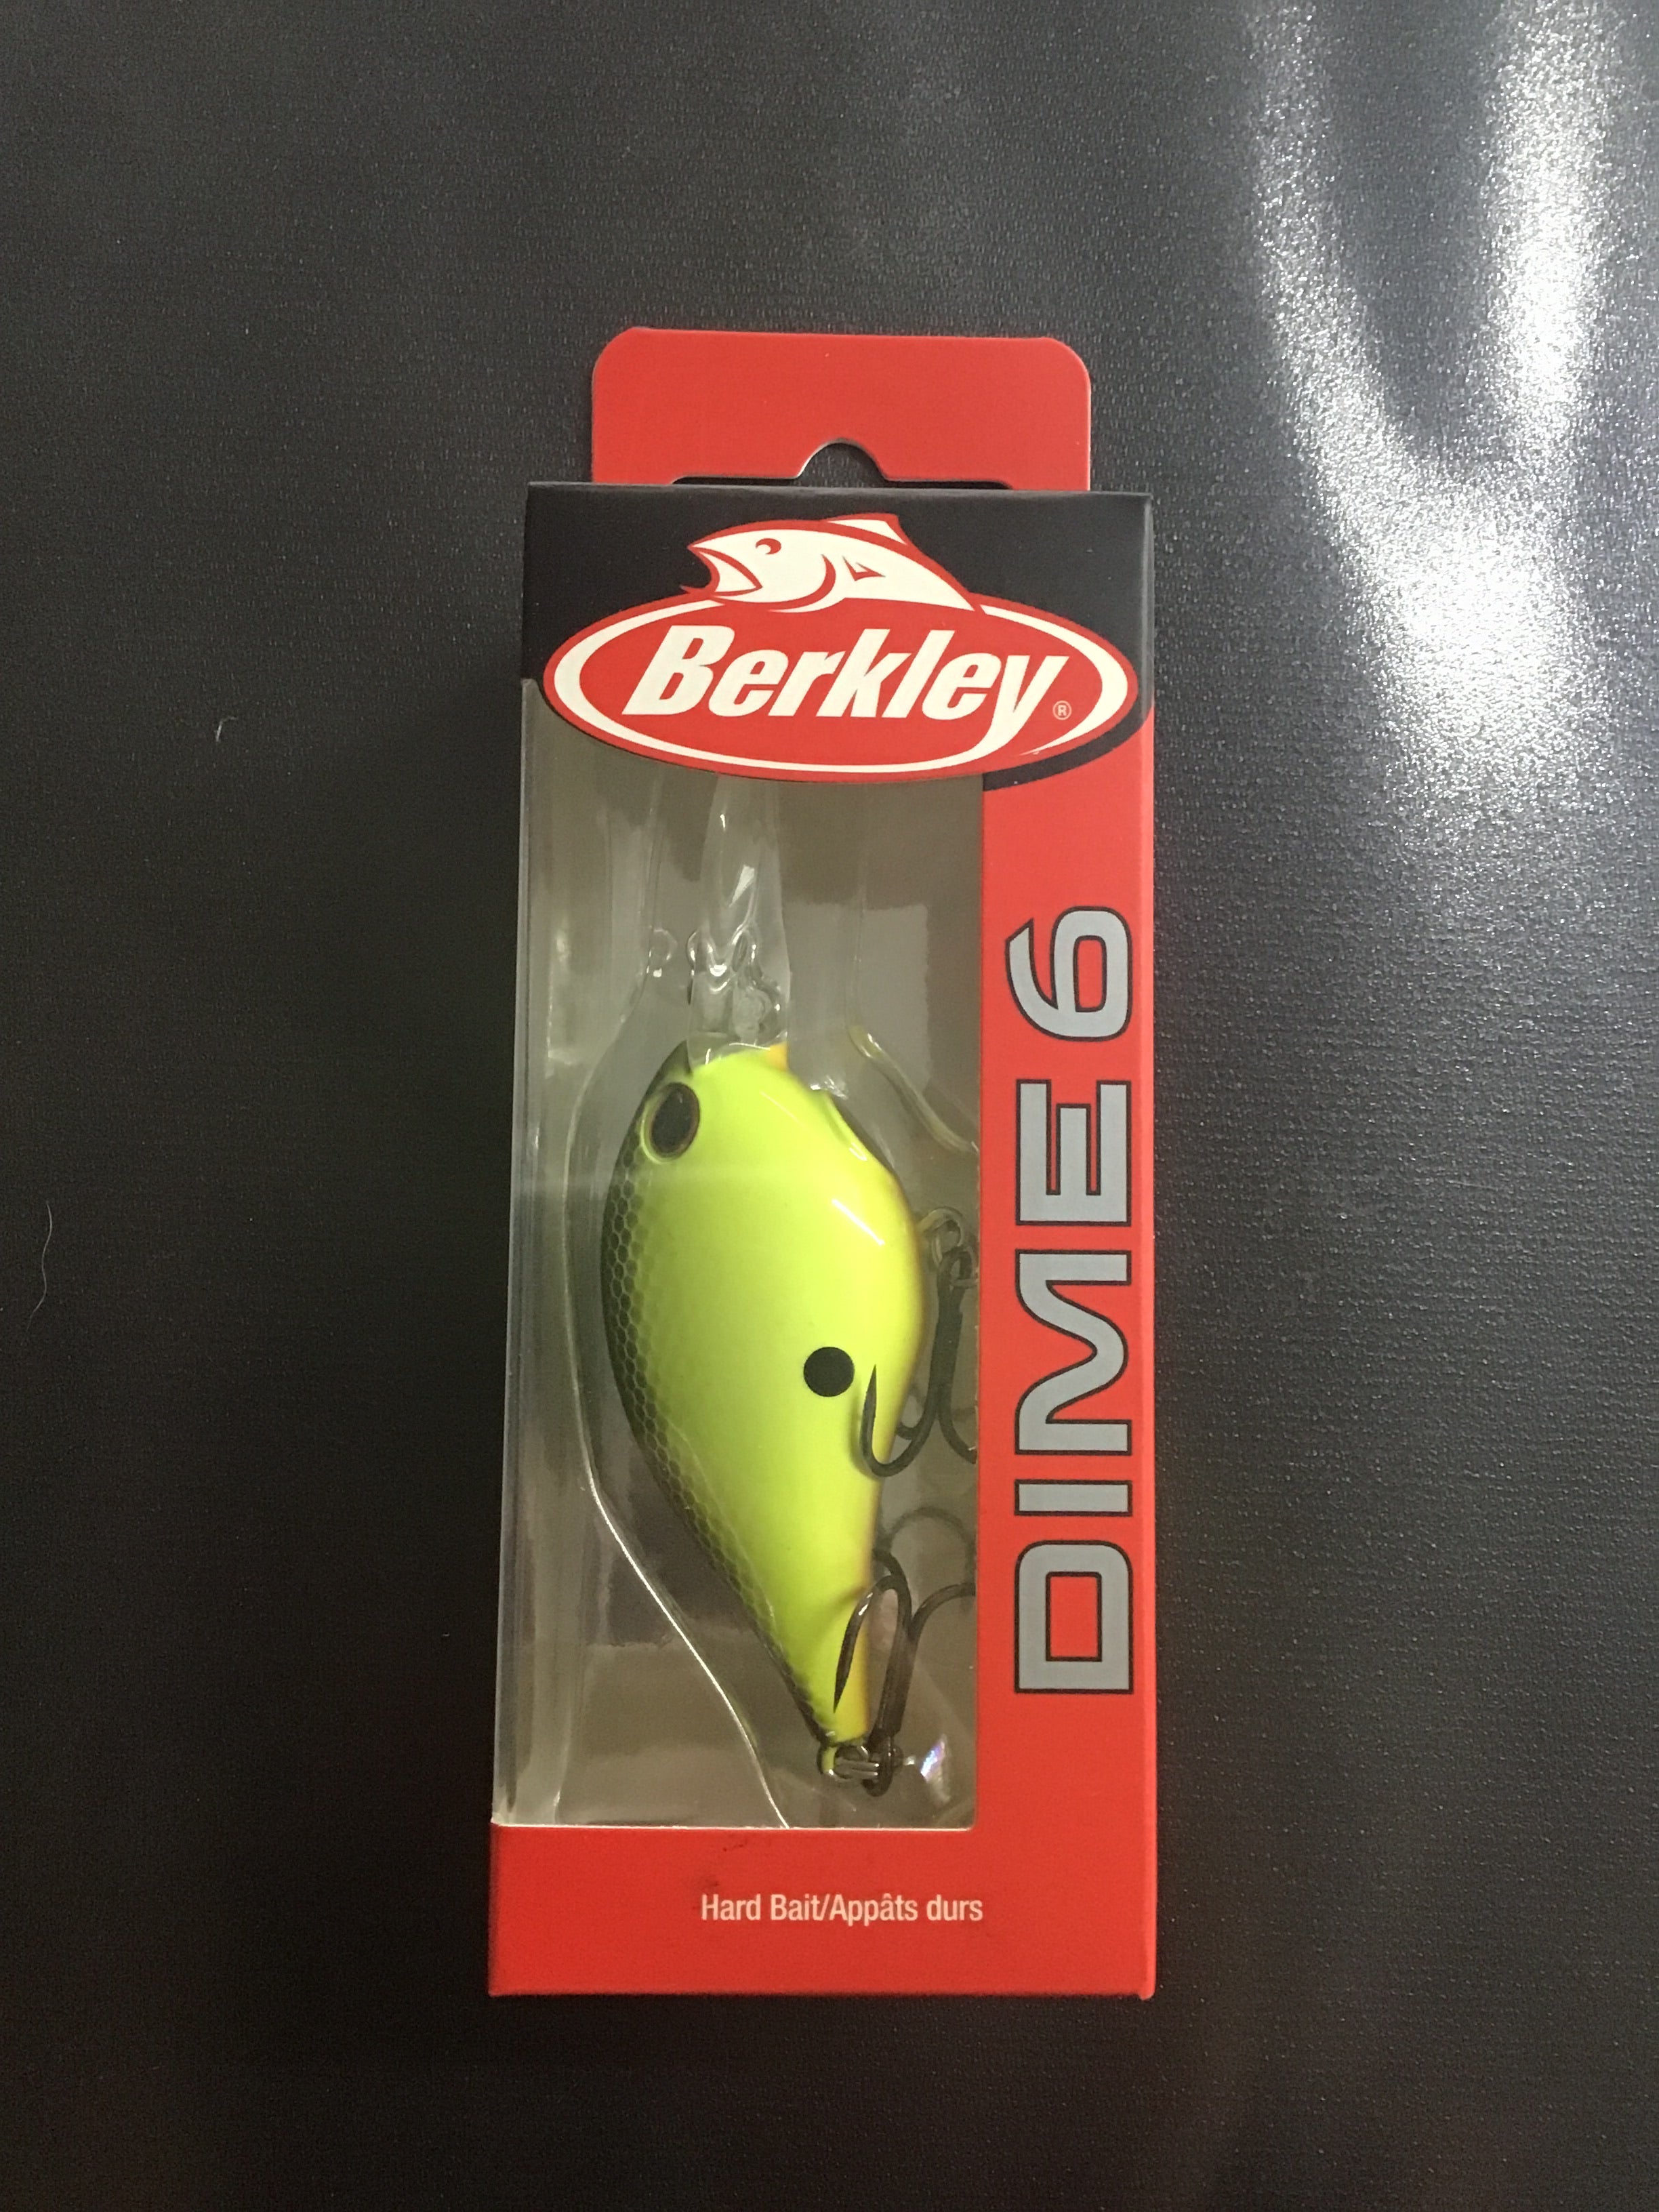 Berkley®
DIME 6
Hard Bait/Appâts durs